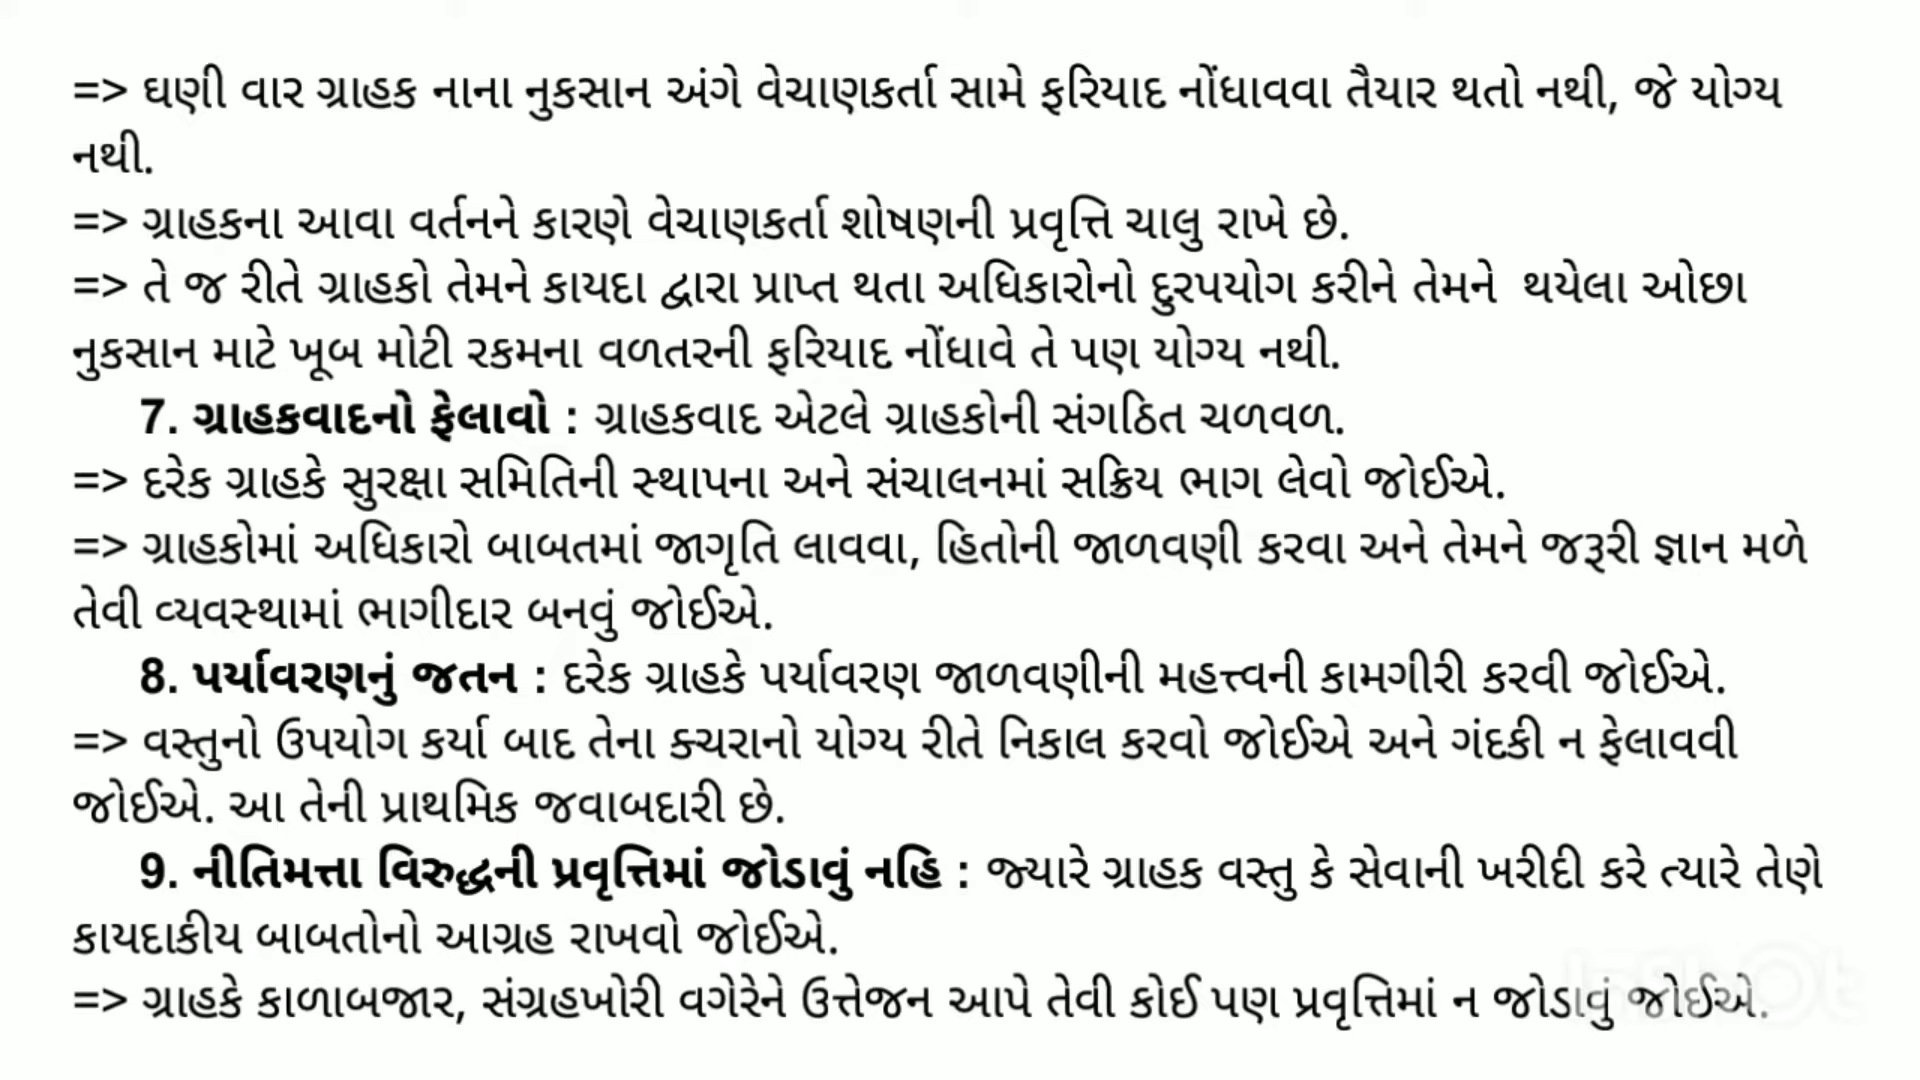 => ઘણી વાર ગ્રાહક નાના નુકસાન અંગે વેચાણકર્તા સામે ફરિયાદ નોંધાવવા તૈયાર થતો નથી, જે યોગ્ય
નથી.
=> ગ્રાહકના આવા વર્તનને કારણે વેચાણકર્તા શોષણની પ્રવૃત્તિ ચાલુ રાખે છે.
=> તે જ રીતે ગ્રાહકો તેમને કાયદા દ્વારા પ્રાપ્ત થતા અધિકારોનો દુરપયોગ કરીને તેમને થયેલા ઓછા
નુકસાન માટે ખૂબ મોટી રકમના વળતરની ફરિયાદ નોંધાવે તે પણ યોગ્ય નથી.
7. ગ્રાહકવાદનો ફેલાવો : ગ્રાહકવાદ એટલે ગ્રાહકોની સંગઠિત ચળવળ.
=> દરેક ગ્રાહકે સુરક્ષા સમિતિની સ્થાપના અને સંચાલનમાં સક્રિય ભાગ લેવો જોઈએ.
=> ગ્રાહકોમાં અધિકારો બાબતમાં જાગૃતિ લાવવા, હિતોની જાળવણી કરવા અને તેમને જરૂરી જ્ઞાન મળે
તેવી વ્યવસ્થામાં ભાગીદાર બનવું જોઈએ.
8. પર્યાવરણનું જતન : દરેક ગ્રાહકે પર્યાવરણ જાળવણીની મહત્ત્વની કામગીરી કરવી જોઈએ.
=> વસ્તુનો ઉપયોગ કર્યા બાદ તેના ક્ચરાનો યોગ્ય રીતે નિકાલ કરવો જોઈએ અને ગંદકી ન ફેલાવવી
જોઈએ. આ તેની પ્રાથમિક જવાબદારી છે.
9. નીતિમત્તા વિરુદ્ધની પ્રવૃત્તિમાં જોડાવું નહિ : જ્યારે ગ્રાહક વસ્તુ કે સેવાની ખરીદી કરે ત્યારે તેણે
કાયદાકીય બાબતોનો આગ્રહ રાખવો જોઈએ.
=> ગ્રાહકે કાળાબજાર, સંગ્રહખોરી વગેરેને ઉત્તેજન આપે તેવી કોઈ પણ પ્રવૃત્તિમાં ન જોડાવું જોઈએ.
InShOt